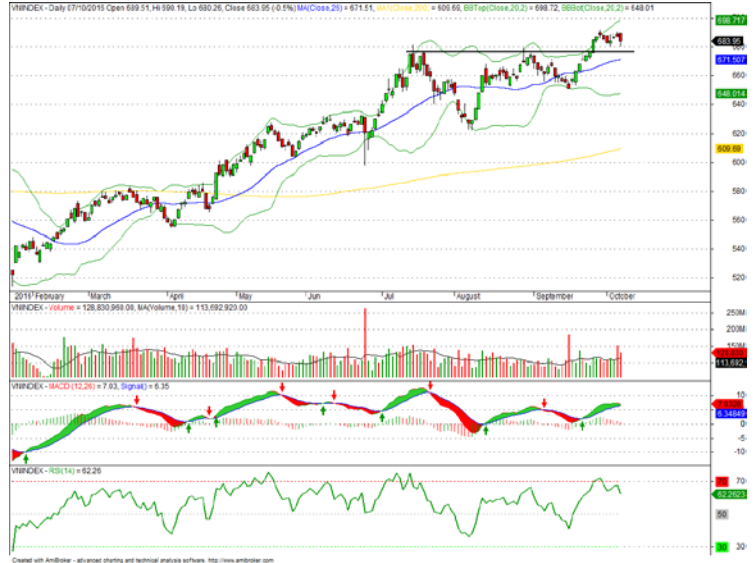 VNINDEX - Daily 07/10/2015 Open 689.51, Hi 690.19, Lo 680.26, Close 683.95 (-0.5%) MA(Close,25) = 671.51, MA(Close,200) = 609.69, BBTop(Close,20,2) = 698.72, BBBot(Close,20,2) = 648.01
698.717
683.95
680
671.507
660
648.014
640
620
609.69
600
580
560
540
520
February March April May Jun Jul August September October
VNINDEX - Volume = 128,830,960.00, MA(Volume,10) = 113,692,920.00
250M
200M
150M
113,692
VNINDEX - MACD(12,26) = 7.03, Signal() = 6.35
10
6.34849
-5
-10
VNINDEX - RSI(14) = 62.26
70 70
62.2623
50
30 30
Created with AmiBroker - advanced charting and technical analysis software. http://www.amibroker.com